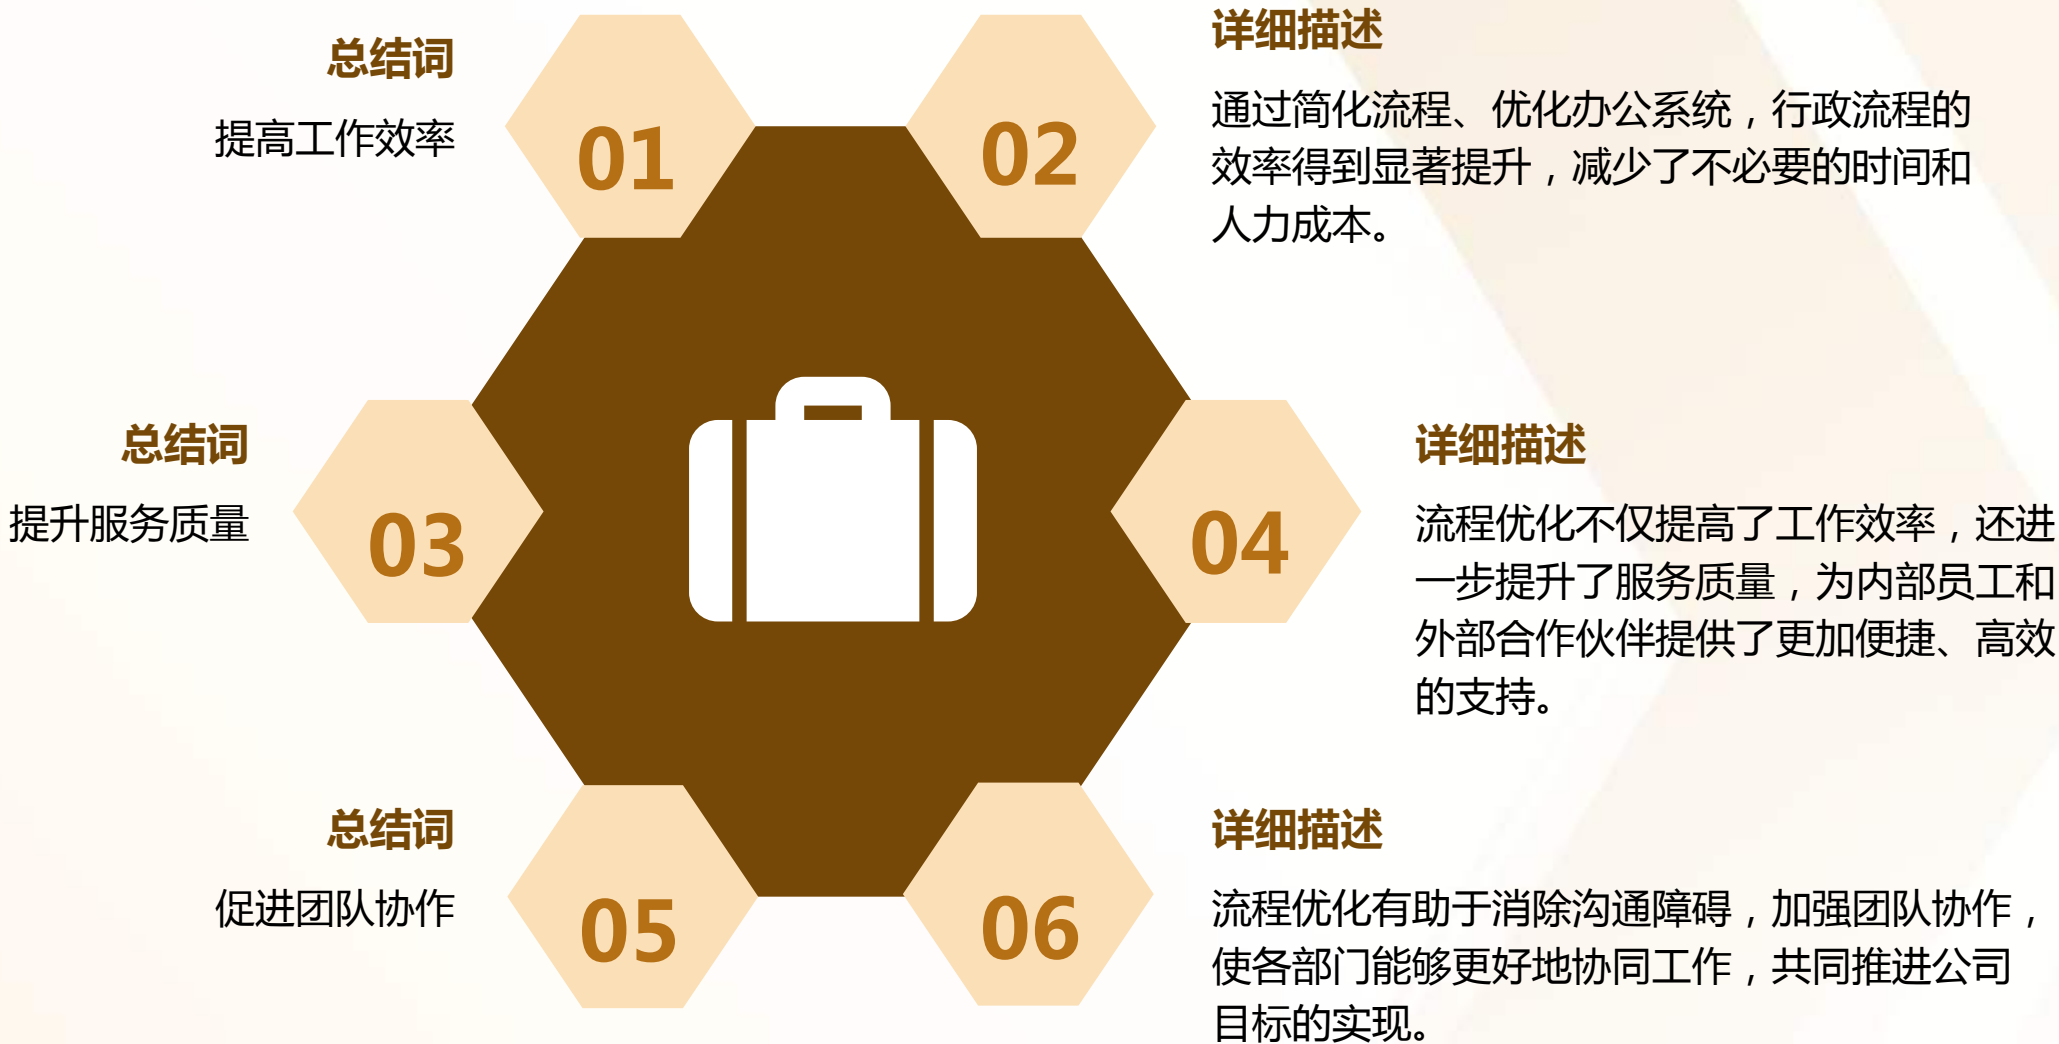 总结词
提高工作效率
01
02
详细描述
通过简化流程、优化办公系统，行政流程的
效率得到显著提升，减少了不必要的时间和
人力成本。
总结词
提升服务质量
03
04
详细描述
流程优化不仅提高了工作效率，还进
一步提升了服务质量，为内部员工和
外部合作伙伴提供了更加便捷、高效
的支持。
总结词
促进团队协作
05
06
详细描述
流程优化有助于消除沟通障碍，加强团队协作，
使各部门能够更好地协同工作，共同推进公司
目标的实现。